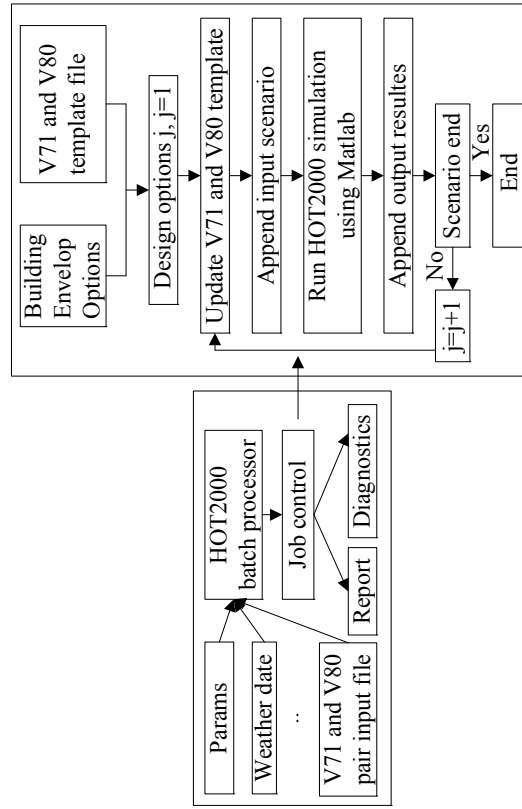 Params
Weather date
..
V71 and V80
pair input file
HOT2000
batch processor
Job control
Report
Diagnostics
Building
Envelop
Options
V71 and V80
template file
Design options j, j=1
Update V71 and V80 template
Append input scenario
Run HOT2000 simulation
using Matlab
Append output resultes
Scenario end
No
Yes
j=j+1
End